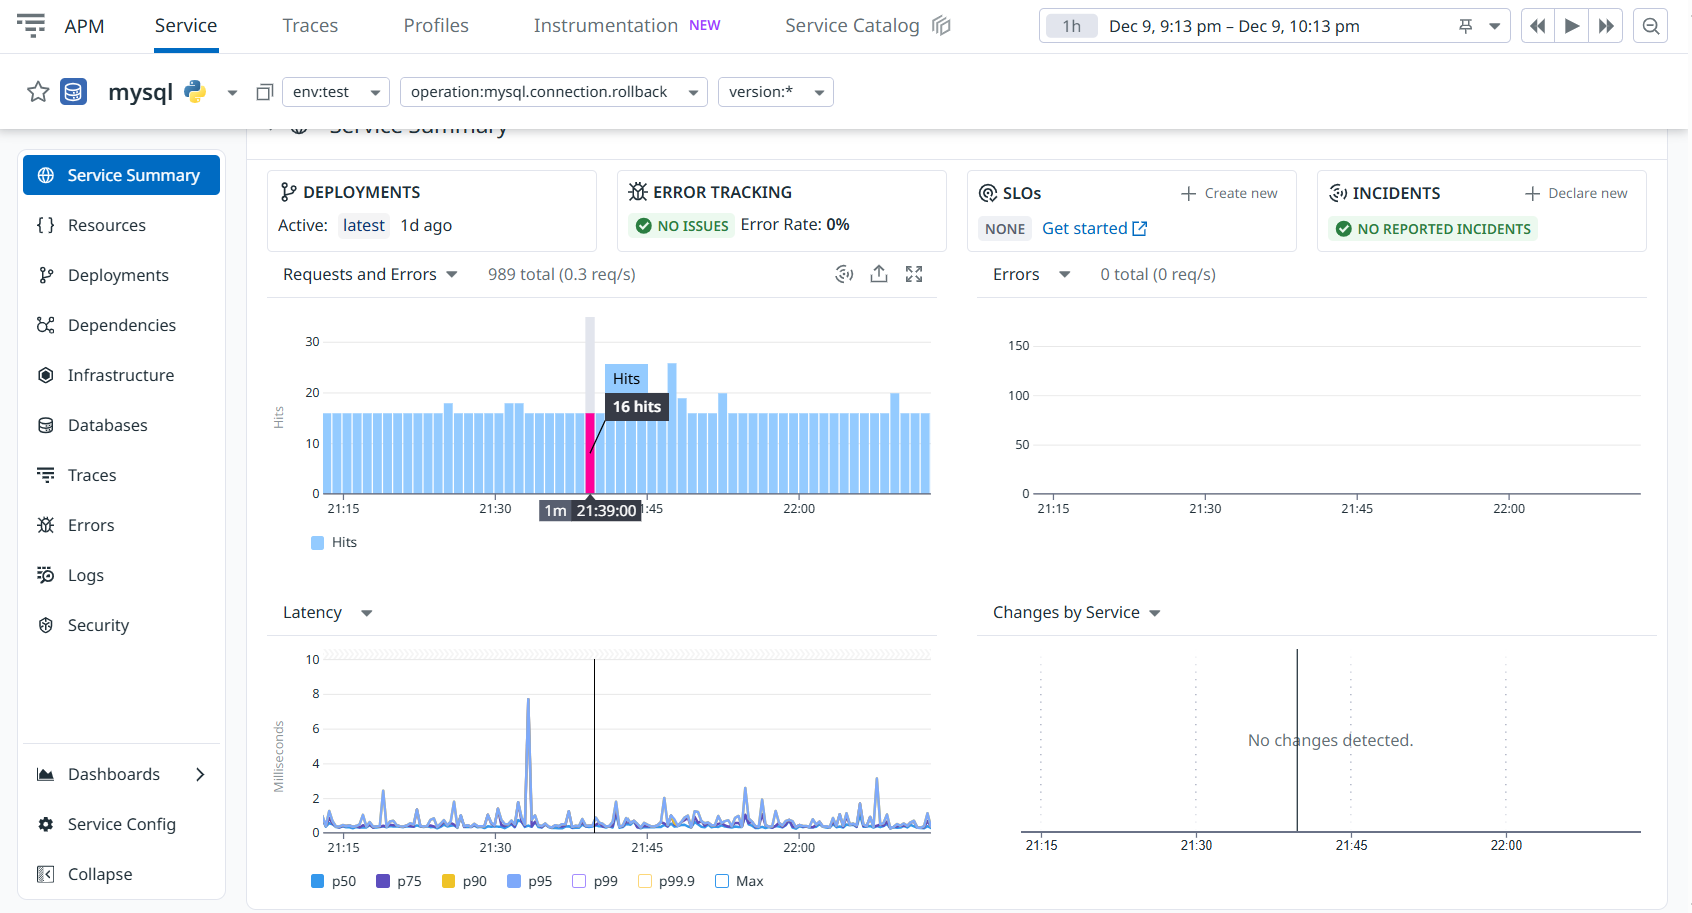 APM Service Traces Profiles Instrumentation NEW Service Catalog 1h Dec 9, 9:13 pm – Dec 9, 10:13 pm
mysql env:test operation:mysql.connection.rollback version:*
Service Summary
Service Summary
Resources
Deployments
Dependencies
Infrastructure
Databases
Traces
Errors
Logs
Security
Dashboards
Service Config
Collapse
DEPLOYMENTS
Active: latest 1d ago
ERROR TRACKING
NO ISSUES Error Rate: 0%
SLOs + Create new
NONE Get started
INCIDENTS + Declare new
NO REPORTED INCIDENTS
Requests and Errors 989 total (0.3 req/s)
30
20
10
0
Hits
Hits
16 hits
21:15 21:30 :45 22:00
1m 21:39:00
Hits
Errors 0 total (0 req/s)
150
100
50
0
21:15 21:30 21:45 22:00
Latency
10
8
6
4
2
0
Milliseconds
21:15 21:30 21:45 22:00
p50 p75 p90 p95 p99 p99.9 Max
Changes by Service
No changes detected.
21:15 21:30 21:45 22:00